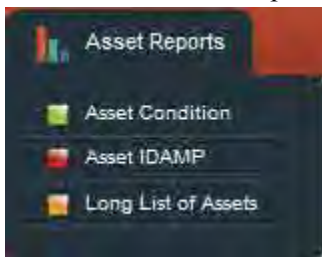 Asset Reports
Asset Condition
Asset IDAMP
Long List of Assets